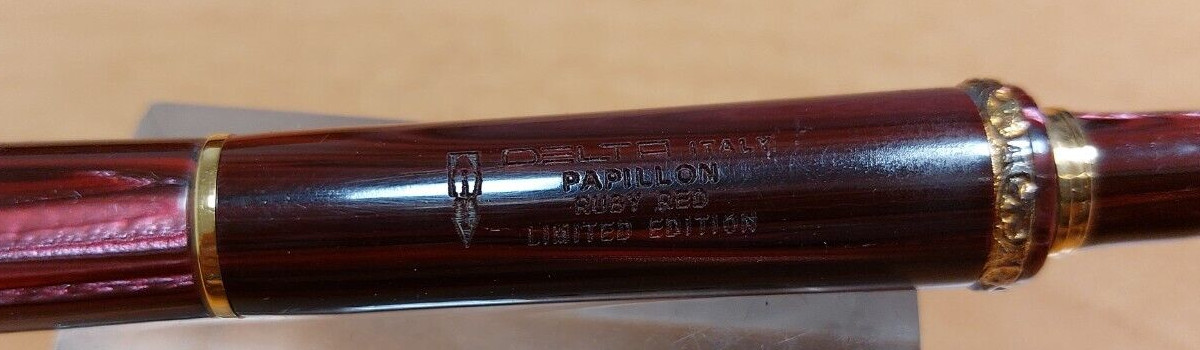 DELTA ITALY
PAPILLON
RUBY RED
LIMITED EDITION